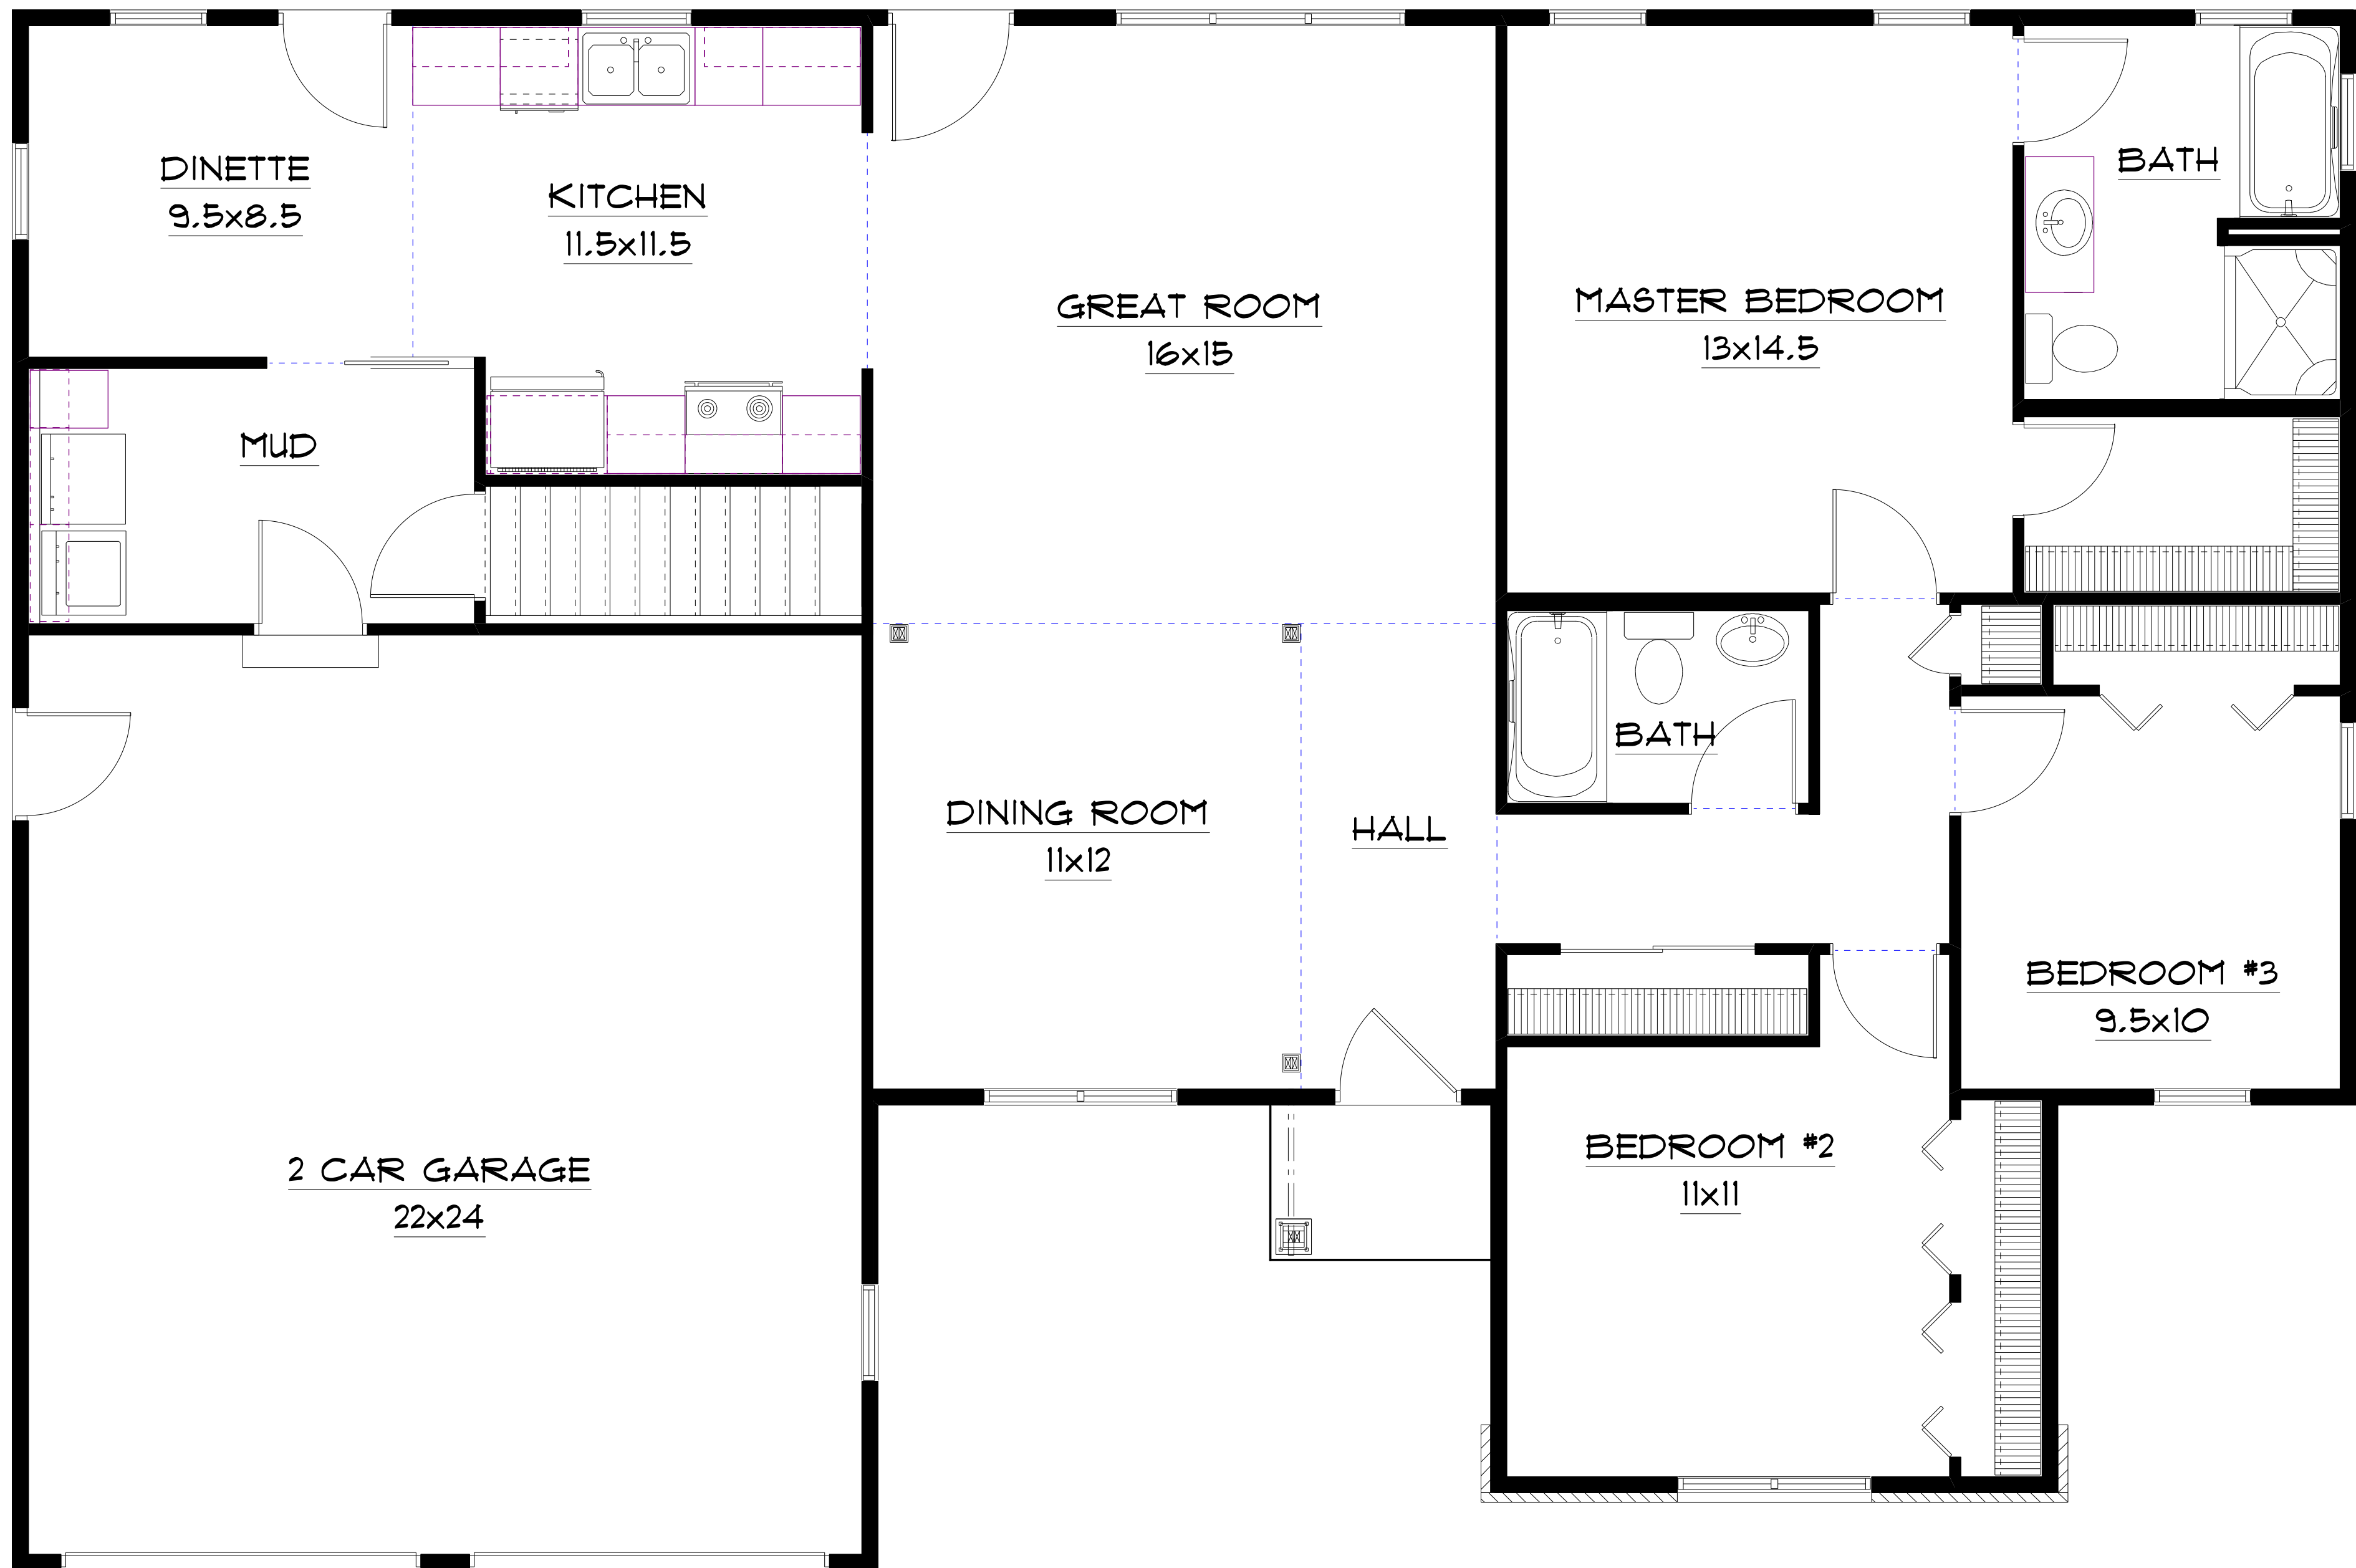 DINETTE
9.5x8.5
KITCHEN
11.5x11.5
GREAT ROOM
16x15
MASTER BEDROOM
13x14.5
BATH
MUD
BATH
DINING ROOM
11x12
HALL
BEDROOM #3
9.5x10
2 CAR GARAGE
22x24
BEDROOM #2
11x11